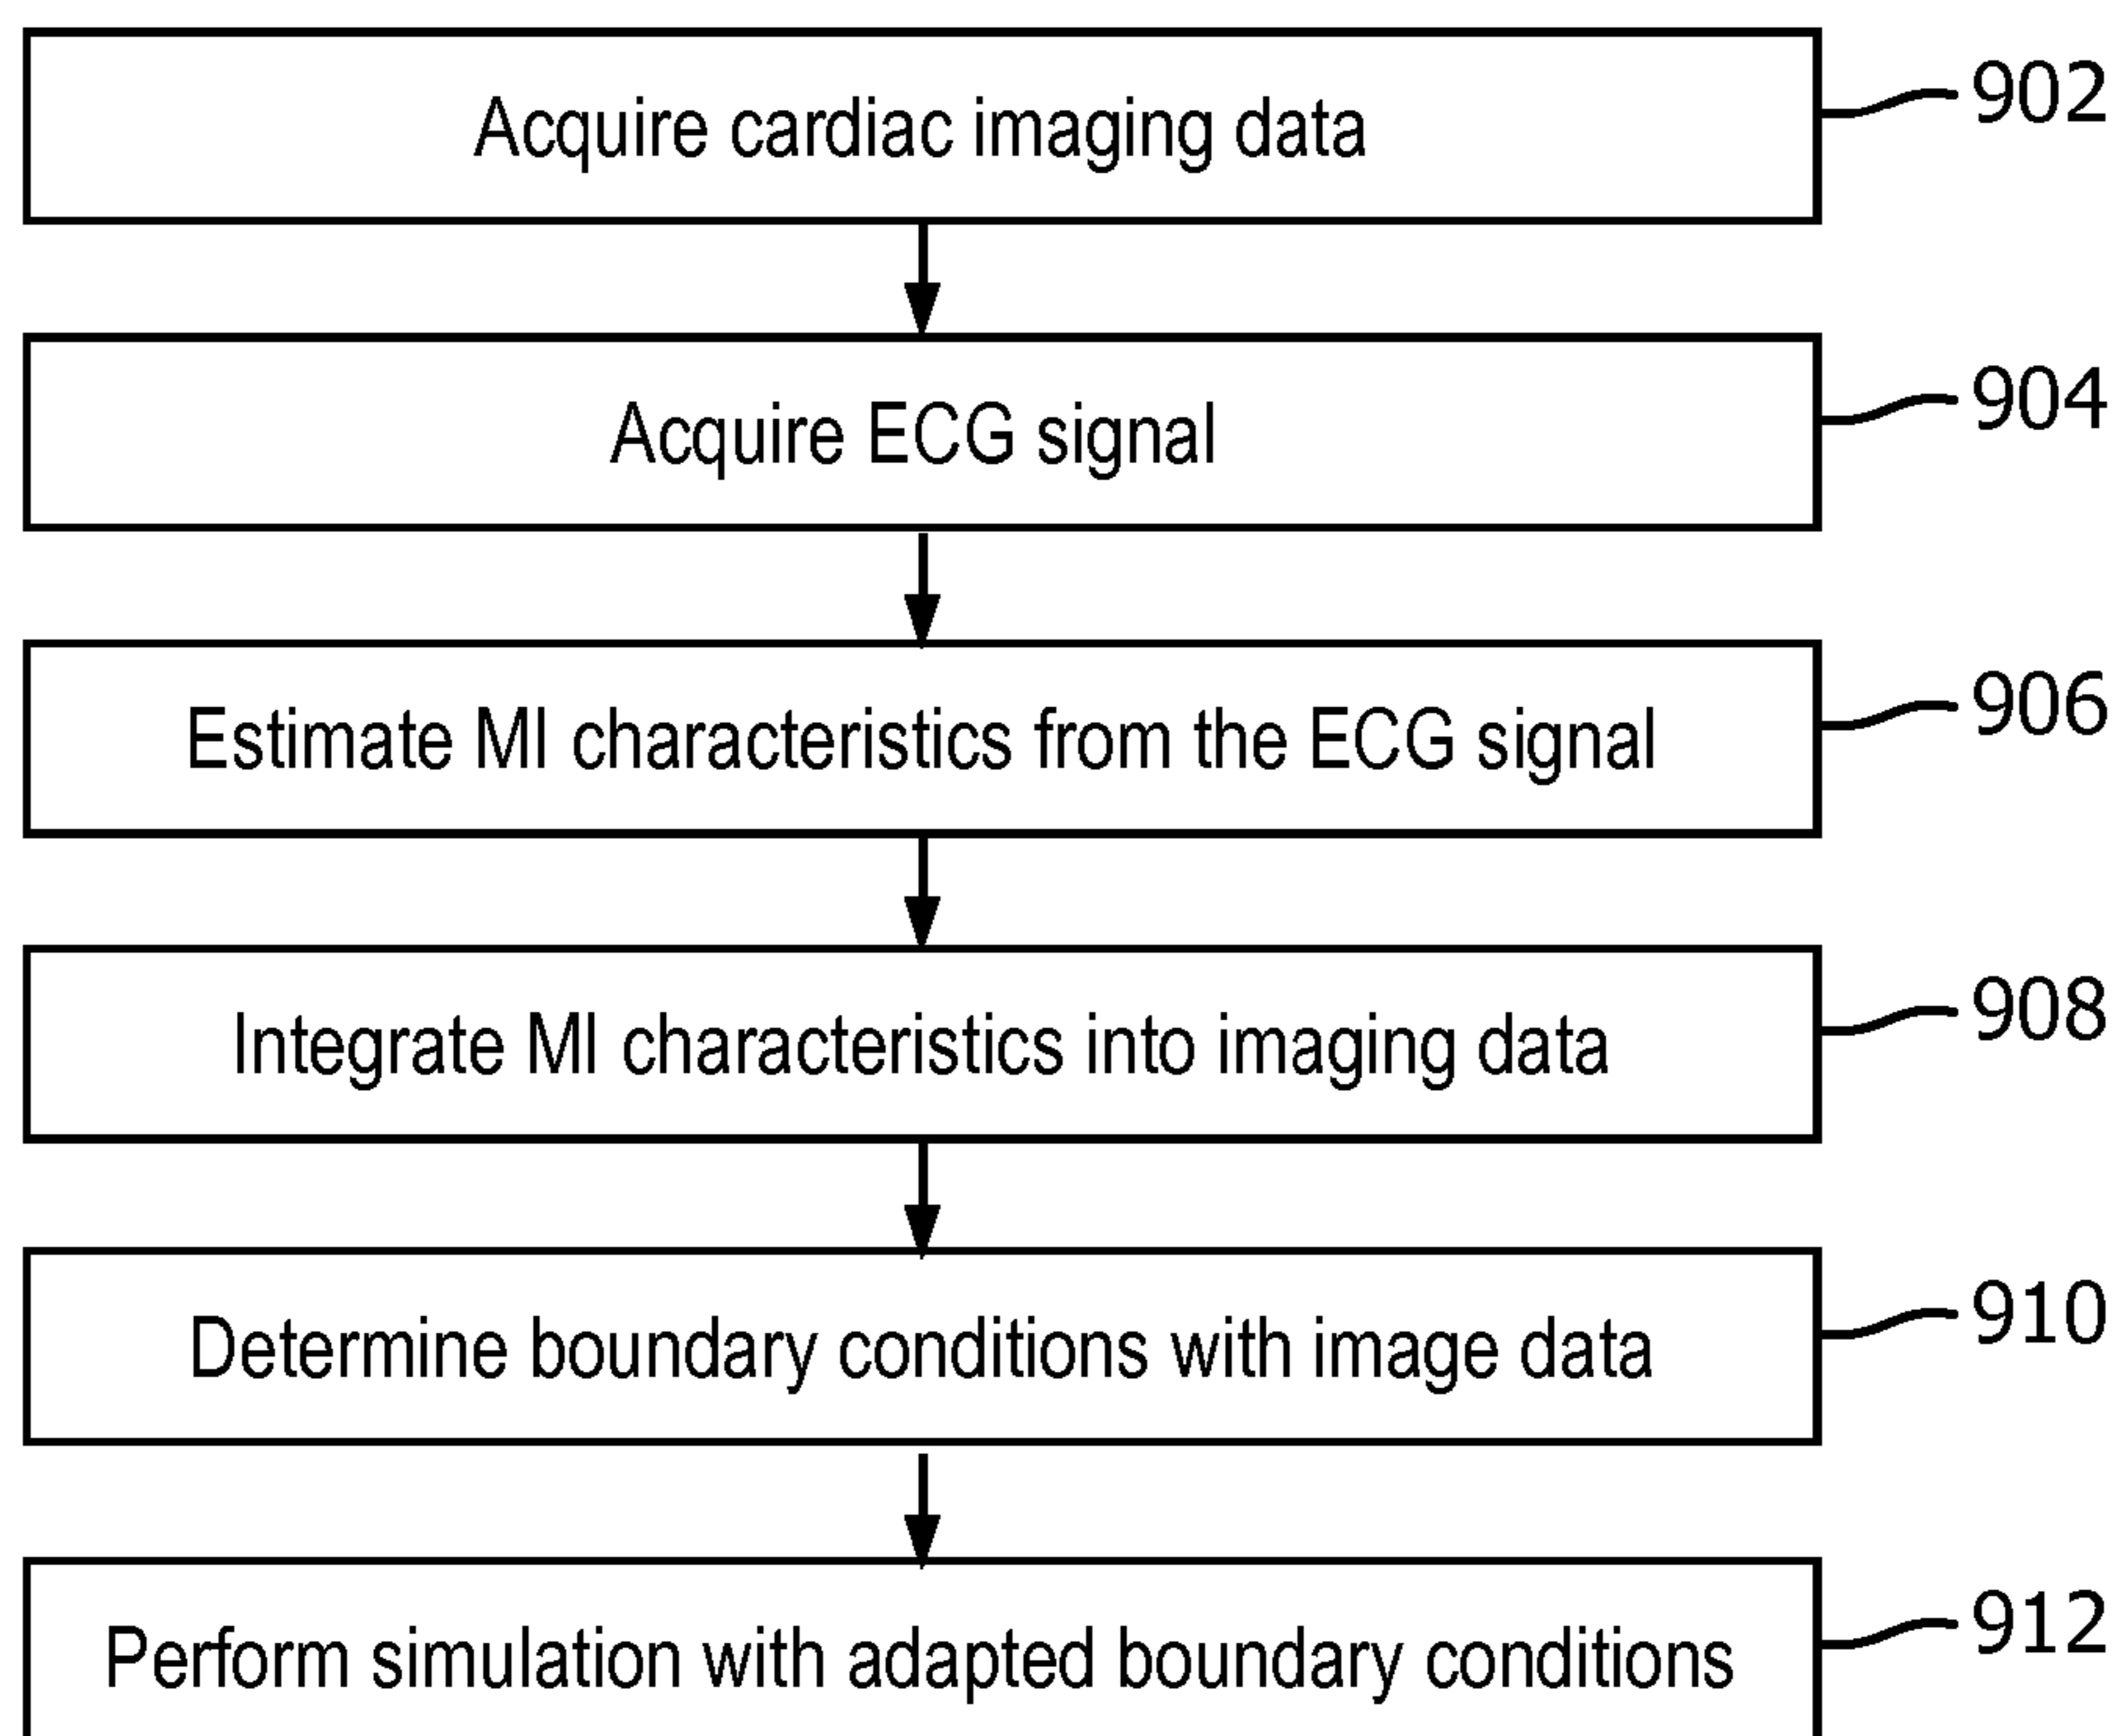 Acquire cardiac imaging data 902
Acquire ECG signal 904
Estimate MI characteristics from the ECG signal 906
Integrate MI characteristics into imaging data 908
Determine boundary conditions with image data 910
Perform simulation with adapted boundary conditions 912